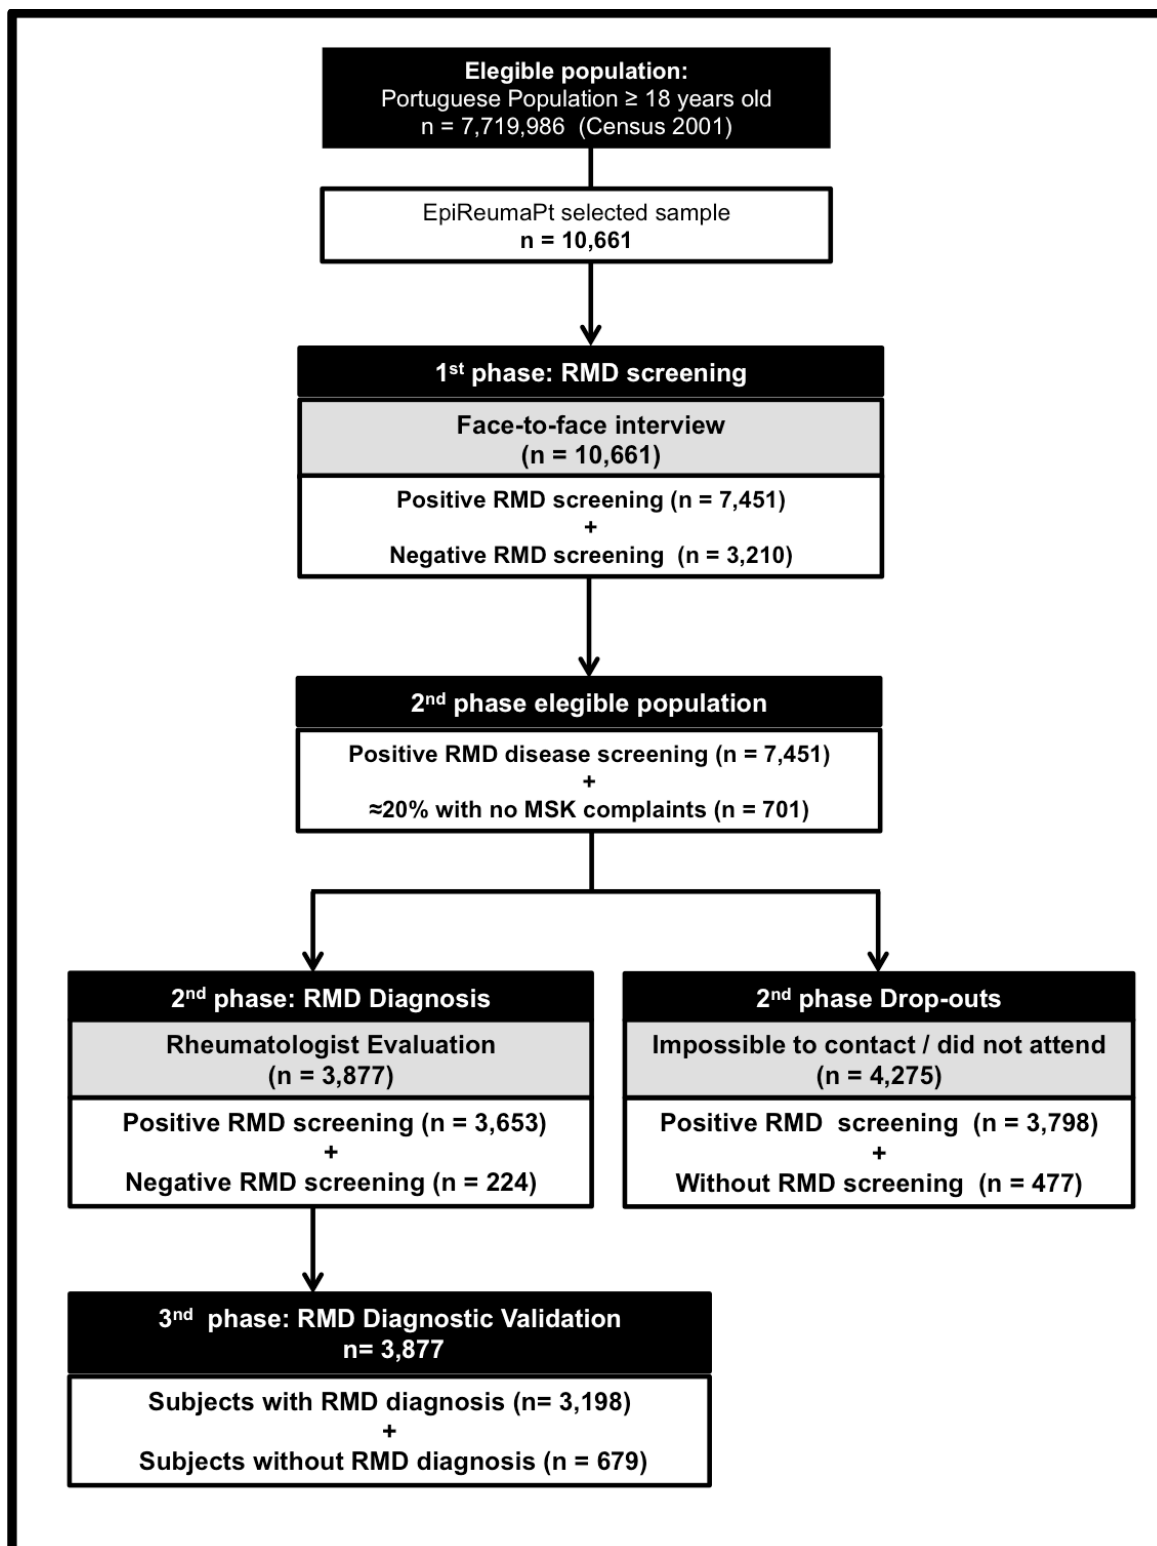 Elegible population:
Portuguese Population ≥ 18 years old
n = 7,719,986  (Census 2001)
EpiReumaPt selected sample
n = 10,661
1st phase: RMD screening
Face-to-face interview
(n = 10,661)
Positive RMD screening (n = 7,451)
+
Negative RMD screening  (n = 3,210)
2nd phase elegible population
Positive RMD disease screening (n = 7,451)
+
≈20% with no MSK complaints (n = 701)
2nd phase: RMD Diagnosis
Rheumatologist Evaluation
(n = 3,877)
Positive RMD screening (n = 3,653)
+
Negative RMD screening (n = 224)
2nd phase Drop-outs
Impossible to contact / did not attend
(n = 4,275)
Positive RMD  screening  (n = 3,798)
+
Without RMD screening  (n = 477)
3nd  phase: RMD Diagnostic Validation
n= 3,877
Subjects with RMD diagnosis (n= 3,198)
+
Subjects without RMD diagnosis (n = 679)